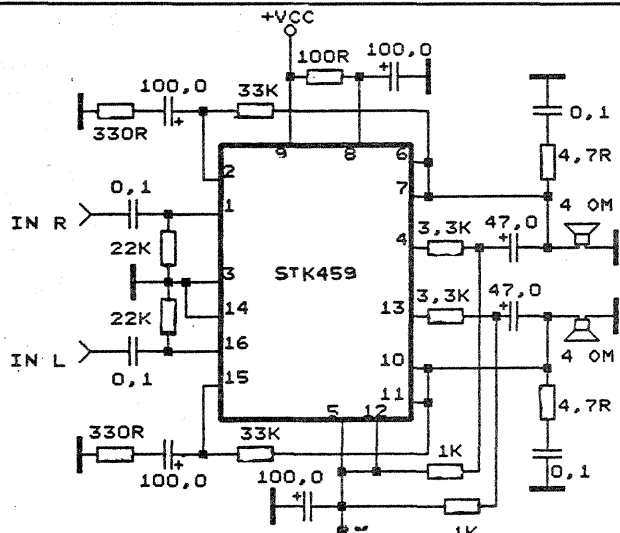 +VCC
100R
100,0
100,0
33K
330R
0,1
4,7R
9
8
6
2
7
0,1
1
IN R
22K
4
3,3K
47,0
4 OM
3
STK459
14
22K
13
3,3K
47,0
16
IN L
0,1
10
4 OM
15
11
4,7R
5
12
330R
33K
100,0
1K
0,1
100,0
1K